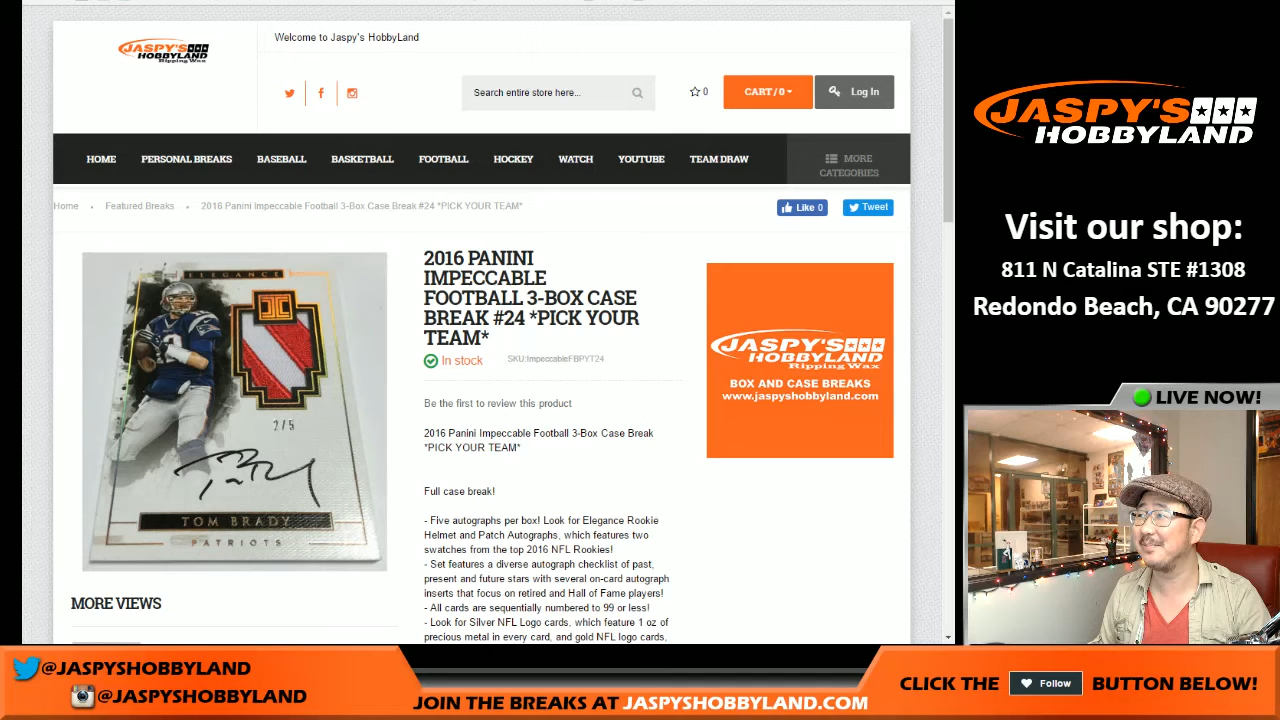 JASPY'S
HOBBYLAND
Ripping Wax
Welcome to Jaspy's HobbyLand
Search entire store here...
0
CART / 0
Log In
HOME
PERSONAL BREAKS
BASEBALL
BASKETBALL
FOOTBALL
HOCKEY
WATCH
YOUTUBE
TEAM DRAW
MORE
CATEGORIES
Home
Featured Breaks
2016 Panini Impeccable Football 3-Box Case Break #24 *PICK YOUR TEAM*
Like 0
Tweet
ELEGANCE
2/5
TOM BRADY
PATRIOTS
MORE VIEWS
2016 PANINI
IMPECCABLE
FOOTBALL 3-BOX CASE
BREAK #24 *PICK YOUR
TEAM*
In stock
SKU:ImpeccableFBPYT24
Be the first to review this product
2016 Panini Impeccable Football 3-Box Case Break
*PICK YOUR TEAM*
Full case break!
- Five autographs per box! Look for Elegance Rookie
Helmet and Patch Autographs, which features two
swatches from the top 2016 NFL Rookies!
- Set features a diverse autograph checklist of past,
present and future stars with several on-card autograph
inserts that focus on retired and Hall of Fame players!
- All cards are sequentially numbered to 99 or less!
- Look for Silver NFL Logo cards, which feature 1 oz of
precious metal in every card, and gold NFL logo cards,
JASPY'S
HOBBYLAND
Ripping Wax
BOX AND CASE BREAKS
www.jaspyshobbyland.com
JASPY'S
HOBBYLAND
Visit our shop:
811 N Catalina STE #1308
Redondo Beach, CA 90277
LIVE NOW!
@JASPYSHOBBYLAND
@JASPYSHOBBYLAND
JOIN THE BREAKS AT JASPYSHOBBYLAND.COM
CLICK THE Follow BUTTON BELOW!